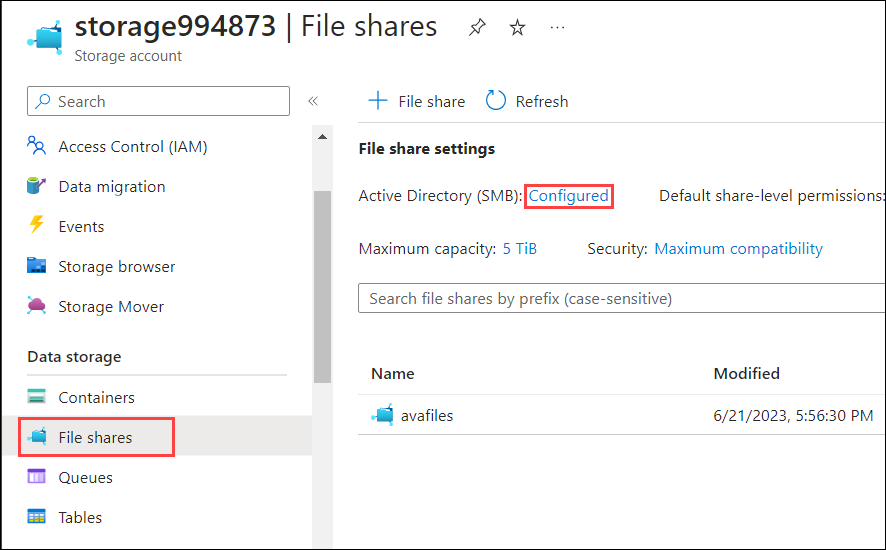 storage994873 | File shares ...
Storage account
Search «
Access Control (IAM)
Data migration
Events
Storage browser
Storage Mover
Data storage
Containers
File shares
Queues
Tables
+ File share Refresh
File share settings
Active Directory (SMB): Configured Default share-level permissions:
Maximum capacity: 5 TiB Security: Maximum compatibility
Search file shares by prefix (case-sensitive)
Name Modified
avafiles 6/21/2023, 5:56:30 PM